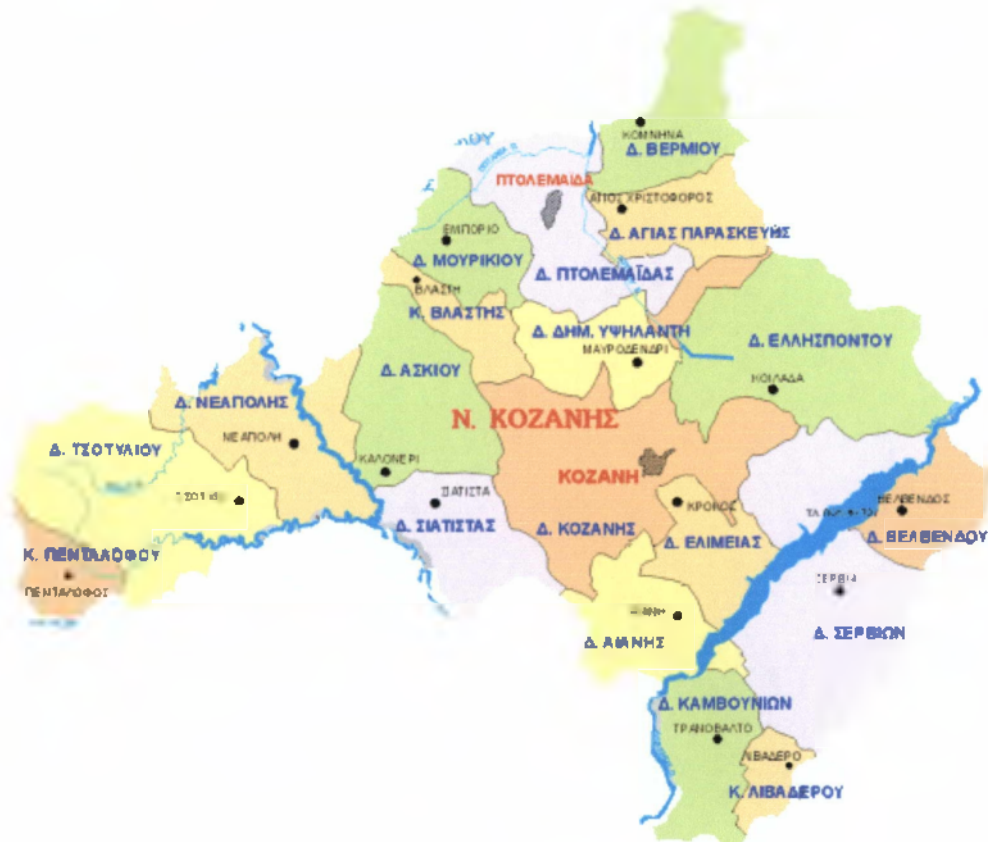 ΚΟΜΝΗΝΑ
Δ. ΒΕΡΜΙΟΥ
ΠΤΟΛΕΜΑΙΔΑ
ΑΓΙΟΣ ΧΡΙΣΤΟΦΟΡΟΣ
Δ. ΑΓΙΑΣ ΠΑΡΑΣΚΕΥΗΣ
ΕΜΠΟΡΙΟ
Δ. ΜΟΥΡΙΚΙΟΥ
Δ. ΠΤΟΛΕΜΑΪΔΑΣ
ΒΛΑΣΤΗ
Κ. ΒΛΑΣΤΗΣ
Δ. ΔΗΜ. ΥΨΗΛΑΝΤΗ
ΜΑΥΡΟΔΕΝΔΡΙ
Δ. ΕΛΛΗΣΠΟΝΤΟΥ
ΚΟΙΛΑΔΑ
Δ. ΑΣΚΙΟΥ
Δ. ΝΕΑΠΟΛΗΣ
ΝΕΑΠΟΛΗ
Ν. ΚΟΖΑΝΗΣ
Δ. ΤΣΟΤΥΛΙΟΥ
ΚΑΛΟΝΕΡΙ
ΚΟΖΑΝΗ
ΣΙΑΤΙΣΤΑ
ΚΡΟΚΟΣ
ΒΕΛΒΕΝΔΟΣ
Δ. ΣΙΑΤΙΣΤΑΣ
Δ. ΚΟΖΑΝΗΣ
Δ. ΕΛΙΜΕΙΑΣ
Δ. ΒΕΛΒΕΝΔΟΥ
Κ. ΠΕΝΤΑΛΟΦΟΥ
ΠΕΝΤΑΛΟΦΟΣ
ΣΕΡΒΙΑ
Δ. ΣΕΡΒΙΩΝ
Δ. ΑΙΑΝΗΣ
Δ. ΚΑΜΒΟΥΝΙΩΝ
ΤΡΑΝΟΒΑΛΤΟ
ΛΙΒΑΔΕΡΟ
Κ. ΛΙΒΑΔΕΡΟΥ